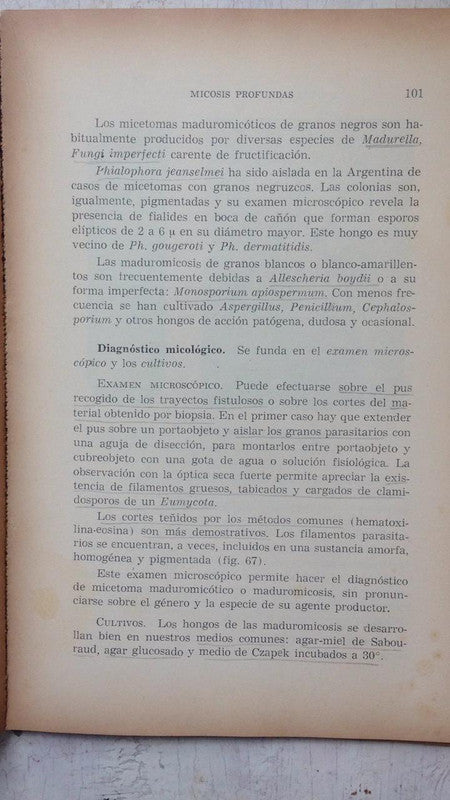 MICOSIS PROFUNDAS 101
Los micetomas maduromicóticos de granos negros son ha-
bitualmente producidos por diversas especies de Madurella,
Fungi imperfecti carente de fructificación.
Phialophora jeanselmei ha sido aislada en la Argentina de
casos de micetomas con granos negruzcos. Las colonias son,
igualmente, pigmentadas y su examen microscópico revela la
presencia de fialides en boca de cañón que forman esporos
elípticos de 2 a 6 µ en su diámetro mayor. Este hongo es muy
vecino de Ph. gougeroti y Ph. dermatitidis.
Las maduromicosis de granos blancos o blanco-amarillen-
tos son frecuentemente debidas a Allescheria boydii o a su
forma imperfecta: Monosporium apiospermum. Con menos fre-
cuencia se han cultivado Aspergillus, Penicillium, Cephalos-
porium y otros hongos de acción patógena, dudosa y ocasional.
Diagnóstico micológico. Se funda en el examen micros-
cópico y los cultivos.
EXAMEN MICROSCÓPICO. Puede efectuarse sobre el pus
recogido de los trayectos fistulosos o sobre los cortes del ma-
terial obtenido por biopsia. En el primer caso hay que extender
el pus sobre un portaobjeto y aislar los granos parasitarios con
una aguja de disección, para montarlos entre portaobjeto y
cubreobjeto con una gota de agua o solución fisiológica. La
observación con la óptica seca fuerte permite apreciar la exis-
tencia de filamentos gruesos, tabicados y cargados de clami-
dosporos de un Eumycota.
Los cortes teñidos por los métodos comunes (hematoxi-
lina-eosina) son más demostrativos. Los filamentos parasita-
rios se encuentran, a veces, incluidos en una sustancia amorfa,
homogénea y pigmentada (fig. 67).
Este examen microscópico permite hacer el diagnóstico
de micetoma maduromicótico o maduromicosis, sin pronun-
ciarse sobre el género y la especie de su agente productor.
CULTIVOS. Los hongos de las maduromicosis se desarro-
llan bien en nuestros medios comunes: agar-miel de Sabou-
raud, agar glucosado y medio de Czapek incubados a 30°.